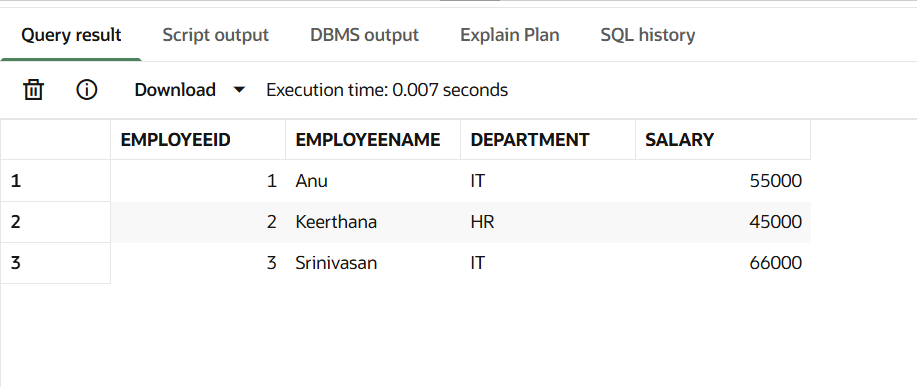 Query result Script output DBMS output Explain Plan SQL history
Download Execution time: 0.007 seconds
EMPLOYEEID EMPLOYEENAME DEPARTMENT SALARY
1 1 Anu IT 55000
2 2 Keerthana HR 45000
3 3 Srinivasan IT 66000